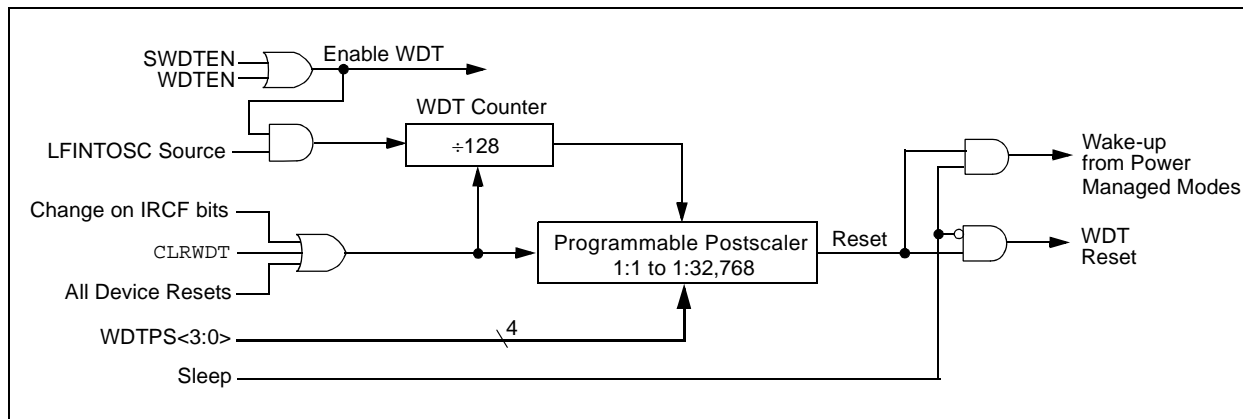 SWDTEN
WDTEN
Enable WDT
WDT Counter
÷128
LFINTOSC Source
Wake-up
from Power
Managed Modes
Change on IRCF bits
CLRWDT
All Device Resets
Programmable Postscaler
1:1 to 1:32,768
Reset
WDT
Reset
WDTPS<3:0>
4
Sleep